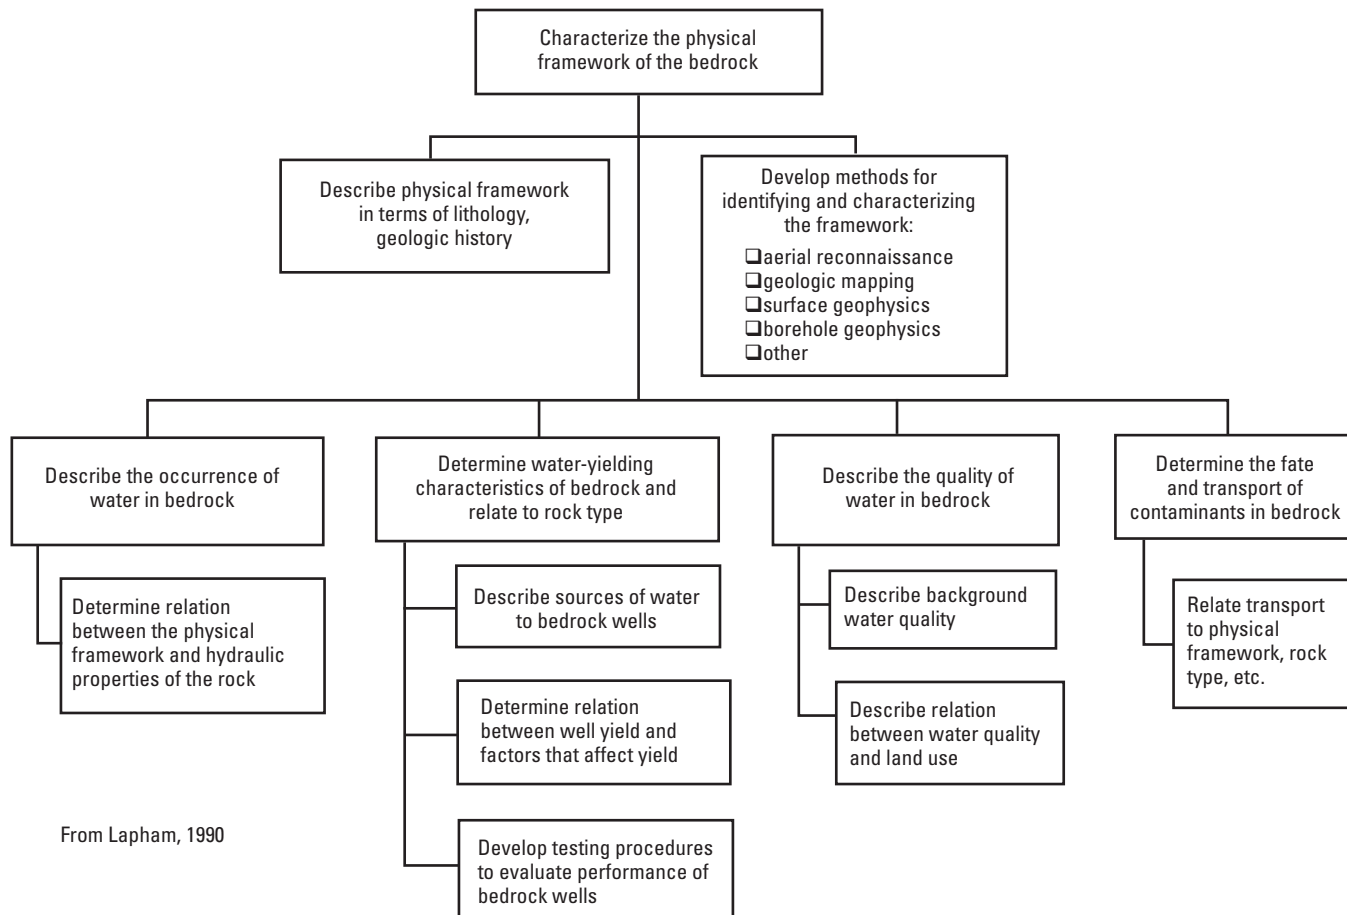 Characterize the physical
framework of the bedrock
Describe physical framework
in terms of lithology,
geologic history
Develop methods for
identifying and characterizing
the framework:
❑aerial reconnaissance
❑geologic mapping
❑surface geophysics
❑borehole geophysics
❑other
Describe the occurrence of
water in bedrock
Determine water-yielding
characteristics of bedrock and
relate to rock type
Describe the quality of
water in bedrock
Determine the fate
and transport of
contaminants in bedrock
Determine relation
between the physical
framework and hydraulic
properties of the rock
Describe sources of water
to bedrock wells
Determine relation
between well yield and
factors that affect yield
Develop testing procedures
to evaluate performance of
bedrock wells
Describe background
water quality
Describe relation
between water quality
and land use
Relate transport
to physical
framework, rock
type, etc.
From Lapham, 1990